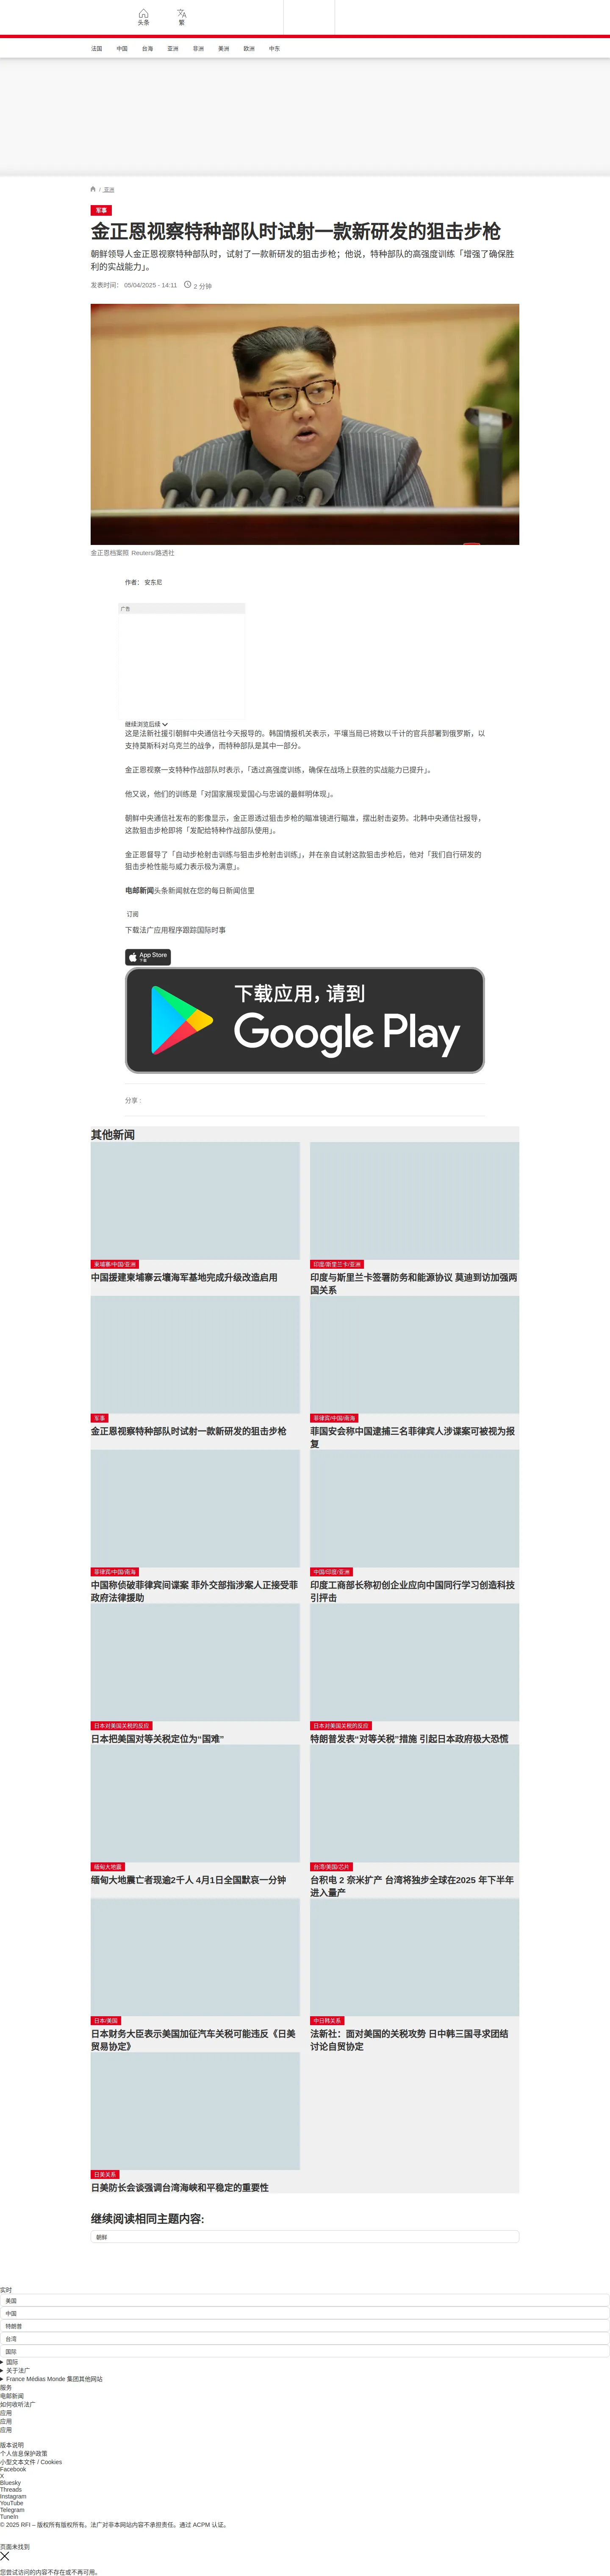 头条
繁
法国 中国 台海 亚洲 非洲 美洲 欧洲 中东
/ 亚洲
军事
金正恩视察特种部队时试射一款新研发的狙击步枪
朝鲜领导人金正恩视察特种部队时，试射了一款新研发的狙击步枪；他说，特种部队的高强度训练「增强了确保胜
利的实战能力」。
发表时间： 05/04/2025 - 14:11 2 分钟
金正恩档案照 Reuters/路透社
作者： 安东尼
广告
继续浏览后续
这是法新社援引朝鲜中央通信社今天报导的。韩国情报机关表示，平壤当局已将数以千计的官兵部署到俄罗斯，以
支持莫斯科对乌克兰的战争，而特种部队是其中一部分。
金正恩视察一支特种作战部队时表示，「透过高强度训练，确保在战场上获胜的实战能力已提升」。
他又说，他们的训练是「对国家展现爱国心与忠诚的最鲜明体现」。
朝鲜中央通信社发布的影像显示，金正恩透过狙击步枪的瞄准镜进行瞄准，摆出射击姿势。北韩中央通信社报导，
这款狙击步枪即将「发配给特种作战部队使用」。
金正恩督导了「自动步枪射击训练与狙击步枪射击训练」，并在亲自试射这款狙击步枪后，他对「我们自行研发的
狙击步枪性能与威力表示极为满意」。
电邮新闻头条新闻就在您的每日新闻信里
订阅
下载法广应用程序跟踪国际时事
App Store
下载
下载应用，请到
Google Play
分享 :
其他新闻
柬埔寨/中国/亚洲
中国援建柬埔寨云壤海军基地完成升级改造启用
印度/斯里兰卡/亚洲
印度与斯里兰卡签署防务和能源协议 莫迪到访加强两
国关系
军事
金正恩视察特种部队时试射一款新研发的狙击步枪
菲律宾/中国/南海
菲国安会称中国逮捕三名菲律宾人涉谍案可被视为报
复
菲律宾/中国/南海
中国称侦破菲律宾间谍案 菲外交部指涉案人正接受菲
政府法律援助
中国/印度/亚洲
印度工商部长称初创企业应向中国同行学习创造科技
引抨击
日本对美国关税的反应
日本把美国对等关税定位为“国难”
日本对美国关税的反应
特朗普发表“对等关税”措施 引起日本政府极大恐慌
缅甸大地震
缅甸大地震亡者现逾2千人 4月1日全国默哀一分钟
台湾/美国/芯片
台积电 2 奈米扩产 台湾将独步全球在2025 年下半年
进入量产
日本/美国
日本财务大臣表示美国加征汽车关税可能违反《日美
贸易协定》
中日韩关系
法新社：面对美国的关税攻势 日中韩三国寻求团结
讨论自贸协定
日美关系
日美防长会谈强调台湾海峡和平稳定的重要性
继续阅读相同主题内容:
朝鲜
实时
美国
中国
特朗普
台湾
国际
国际
关于法广
France Médias Monde 集团其他网站
服务
电邮新闻
如何收听法广
应用
应用
应用
版本说明
个人信息保护政策
小型文本文件 / Cookies
Facebook
X
Bluesky
Threads
Instagram
YouTube
Telegram
TuneIn
© 2025 RFI – 版权所有版权所有。法广对非本网站内容不承担责任。通过 ACPM 认证。
页面未找到
您尝试访问的内容不存在或不再可用。